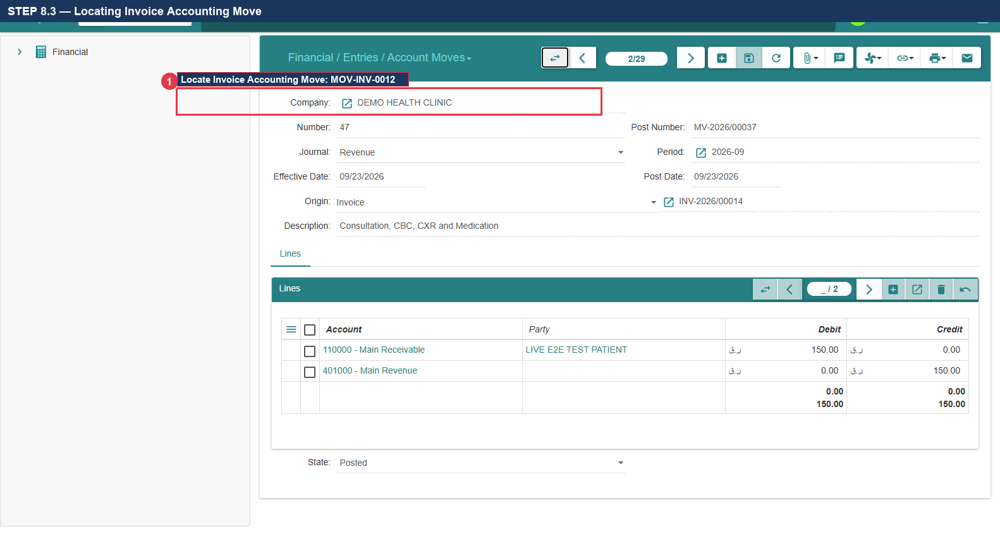 STEP 8.3 — Locating Invoice Accounting Move
Financial
Financial / Entries / Account Moves
2/29
1
Locate Invoice Accounting Move: MOV-INV-0012
Company: DEMO HEALTH CLINIC
Number: 47 Post Number: MV-2026/00037
Journal: Revenue Period: 2026-09
Effective Date: 09/23/2026 Post Date: 09/23/2026
Origin: Invoice INV-2026/00014
Description: Consultation, CBC, CXR and Medication
Lines
Lines _ / 2
Account Party Debit Credit
110000 - Main Receivable LIVE E2E TEST PATIENT ر.ق 150.00 ر.ق 0.00
401000 - Main Revenue ر.ق 0.00 ر.ق 150.00
0.00 0.00
150.00 150.00
State: Posted